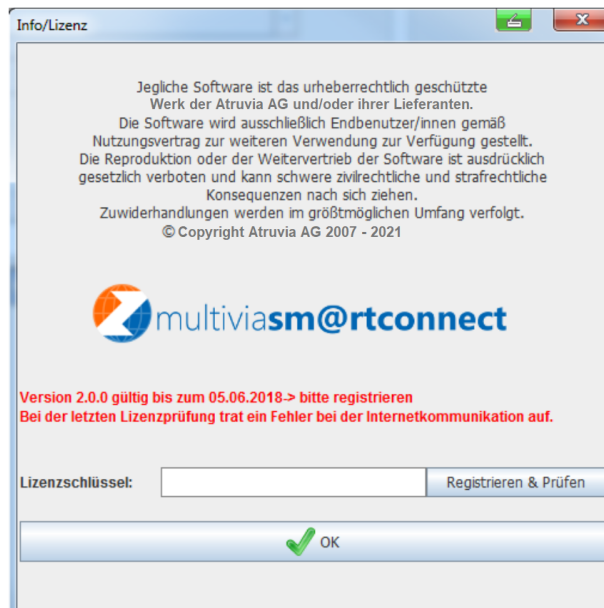 Info/Lizenz
Jegliche Software ist das urheberrechtlich geschützte
Werk der Atruvia AG und/oder ihrer Lieferanten.
Die Software wird ausschließlich Endbenutzer/innen gemäß
Nutzungsvertrag zur weiteren Verwendung zur Verfügung gestellt.
Die Reproduktion oder der Weitervertrieb der Software ist ausdrücklich
gesetzlich verboten und kann schwere zivilrechtliche und strafrechtliche
Konsequenzen nach sich ziehen.
Zuwiderhandlungen werden im größtmöglichen Umfang verfolgt.
© Copyright Atruvia AG 2007 - 2021
multiviasm@rtconnect
Version 2.0.0 gültig bis zum 05.06.2018-> bitte registrieren
Bei der letzten Lizenzprüfung trat ein Fehler bei der Internetkommunikation auf.
Lizenzschlüssel: Registrieren & Prüfen
OK